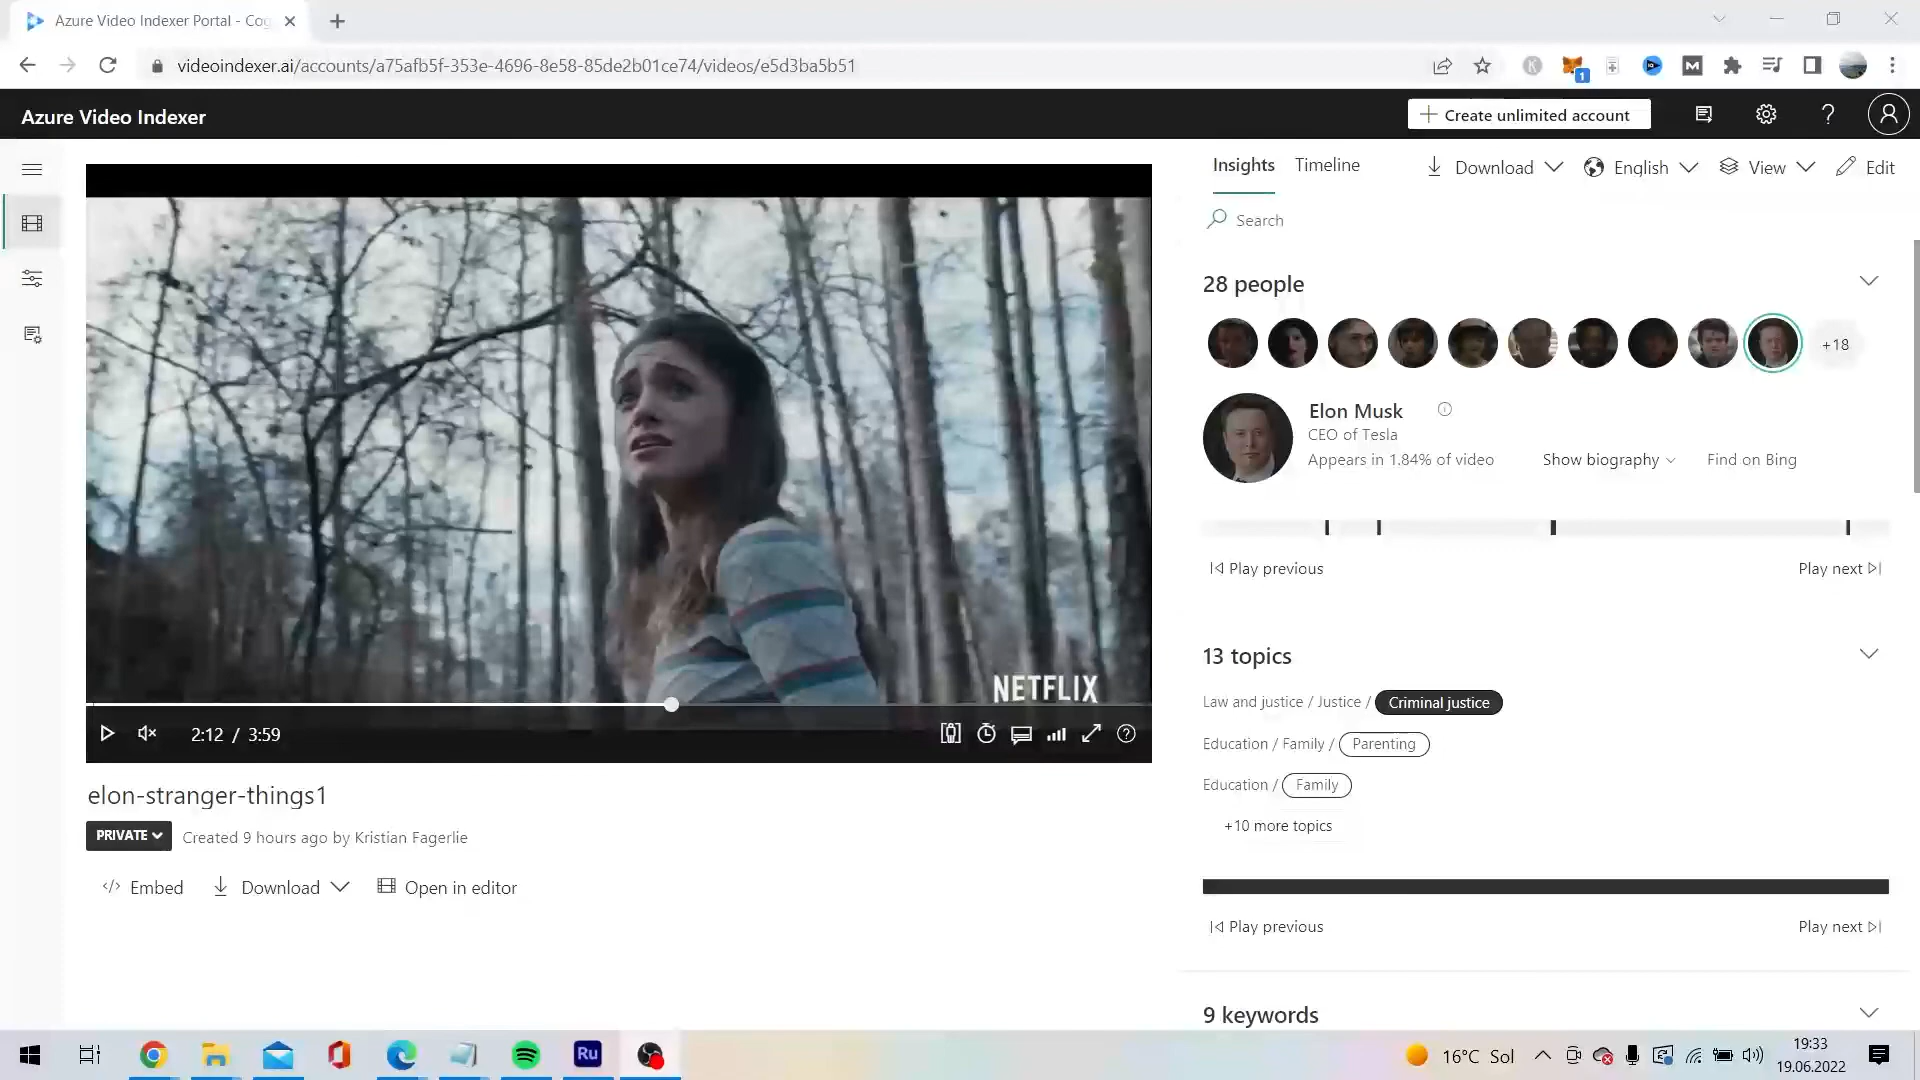 Azure Video Indexer Portal - Cog
videoindexer.ai/accounts/a75afb5f-353e-4696-8e58-85de2b01ce74/videos/e5d3ba5b51
1
Azure Video Indexer
Create unlimited account
Insights
Timeline
Download
English
View
Edit
Search
28 people
+18
Elon Musk
CEO of Tesla
Appears in 1.84% of video
Show biography
Find on Bing
Play previous
Play next
13 topics
Law and justice / Justice / Criminal justice
Education / Family / Parenting
Education / Family
+10 more topics
Play previous
Play next
9 keywords
NETFLIX
2:12 / 3:59
elon-stranger-things1
PRIVATE
Created 9 hours ago by Kristian Fagerlie
Embed
Download
Open in editor
Ru
16°C Sol
19:33
19.06.2022